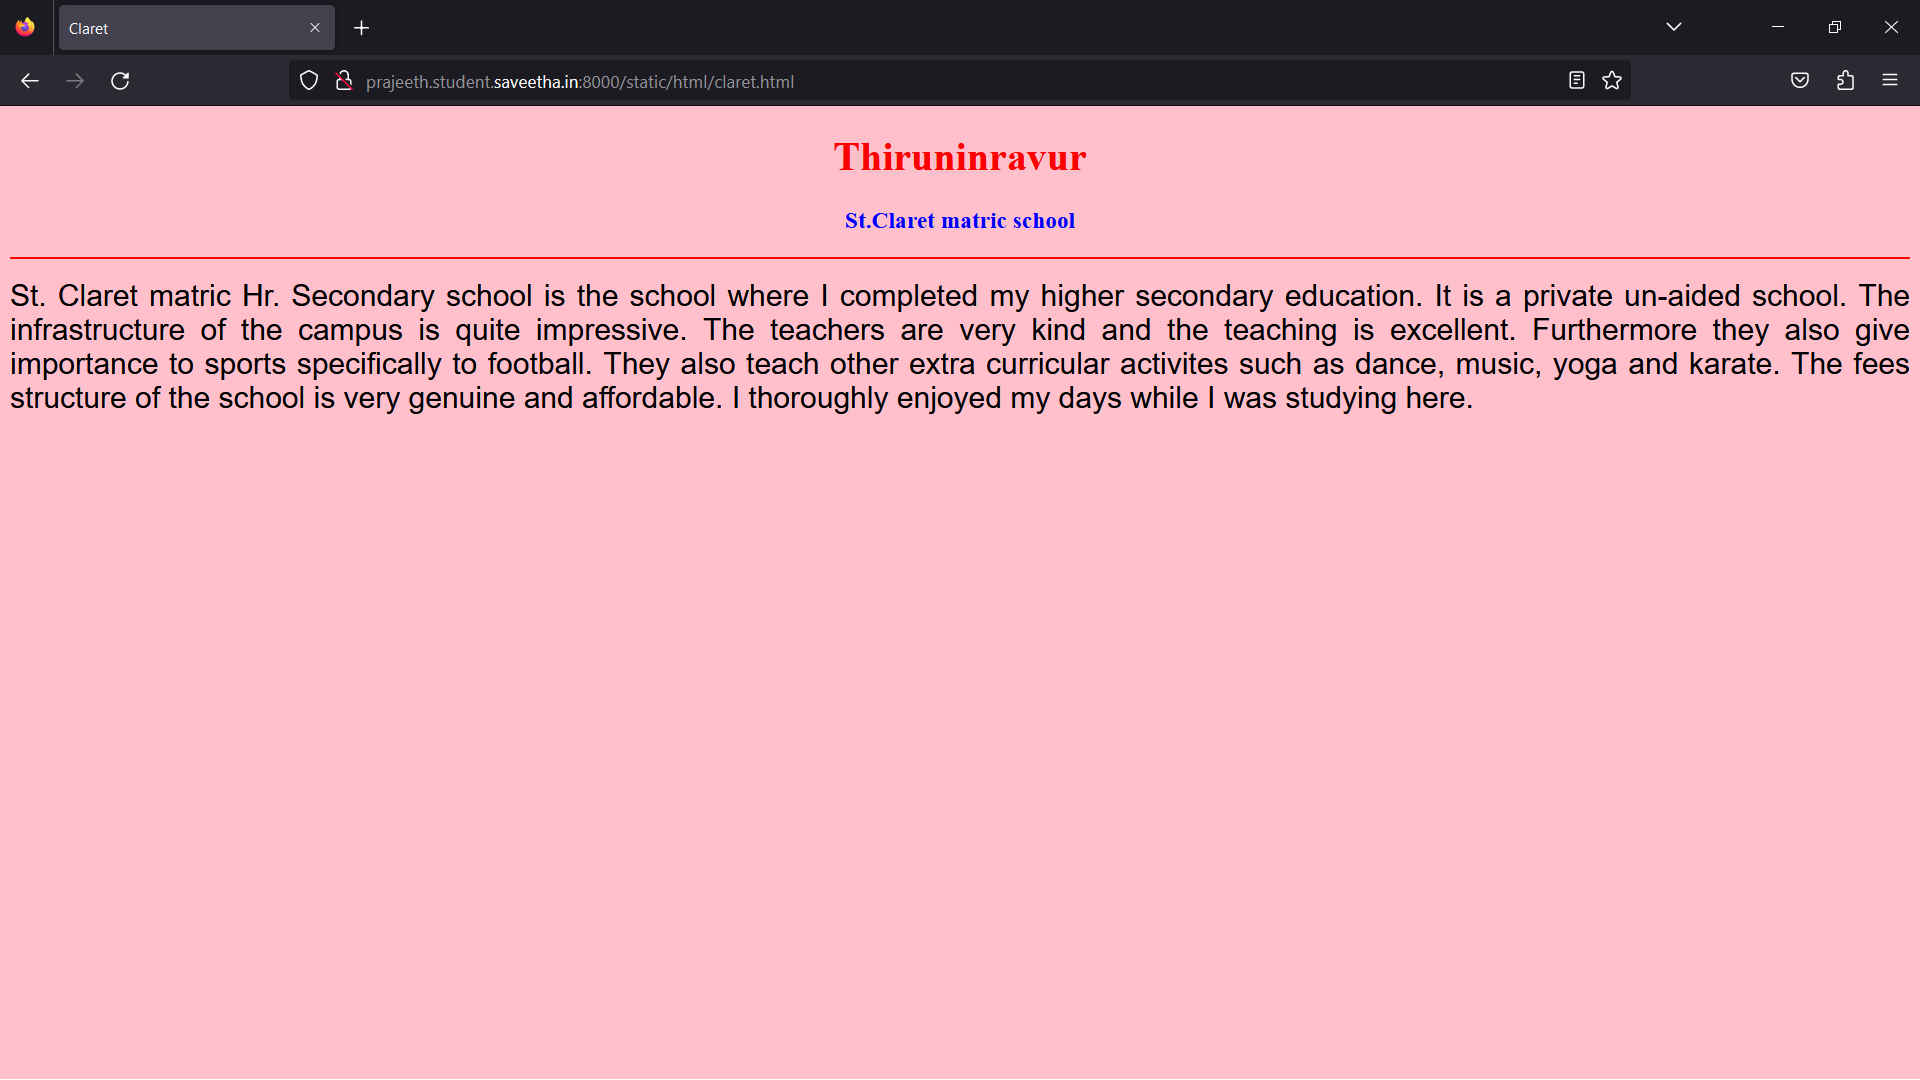 Claret
prajeeth.student.saveetha.in:8000/static/html/claret.html
Thiruninravur
St.Claret matric school
St. Claret matric Hr. Secondary school is the school where I completed my higher secondary education. It is a private un-aided school. The
infrastructure of the campus is quite impressive. The teachers are very kind and the teaching is excellent. Furthermore they also give
importance to sports specifically to football. They also teach other extra curricular activites such as dance, music, yoga and karate. The fees
structure of the school is very genuine and affordable. I thoroughly enjoyed my days while I was studying here.